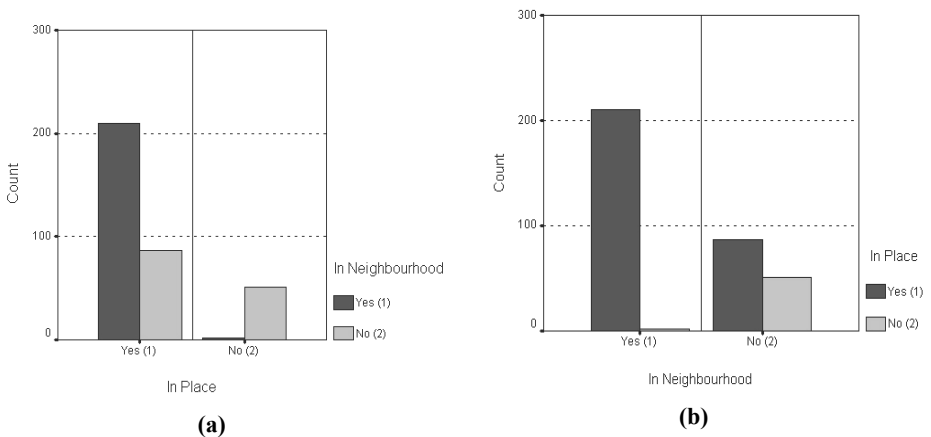 300
200
100
0
Count
Yes (1)
No (2)
In Place
In Neighbourhood
Yes (1)
No (2)
(a)
300
200
100
0
Count
Yes (1)
No (2)
In Neighbourhood
In Place
Yes (1)
No (2)
(b)